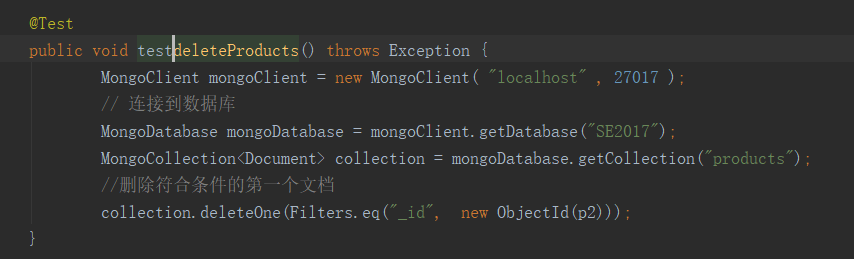 @Test
public void testdeleteProducts() throws Exception {
MongoClient mongoClient = new MongoClient( "localhost" , 27017 );
// 连接到数据库
MongoDatabase mongoDatabase = mongoClient.getDatabase("SE2017");
MongoCollection<Document> collection = mongoDatabase.getCollection("products");
//删除符合条件的第一个文档
collection.deleteOne(Filters.eq("_id", new ObjectId(p2)));
}